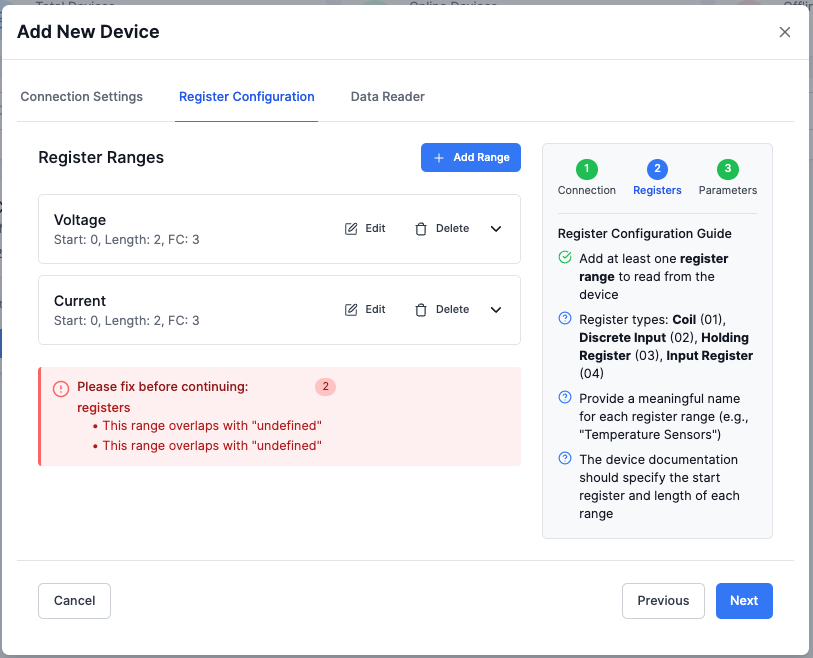 Total Devices
Online Devices
Add New Device
Connection Settings
Register Configuration
Data Reader
Register Ranges
Add Range
Voltage
Start: 0, Length: 2, FC: 3
Edit
Delete
Current
Start: 0, Length: 2, FC: 3
Edit
Delete
Please fix before continuing:
2
registers
• This range overlaps with "undefined"
• This range overlaps with "undefined"
1
2
3
Connection
Registers
Parameters
Register Configuration Guide
Add at least one register
range to read from the
device
Register types: Coil (01),
Discrete Input (02), Holding
Register (03), Input Register
(04)
Provide a meaningful name
for each register range (e.g.,
"Temperature Sensors")
The device documentation
should specify the start
register and length of each
range
Cancel
Previous
Next